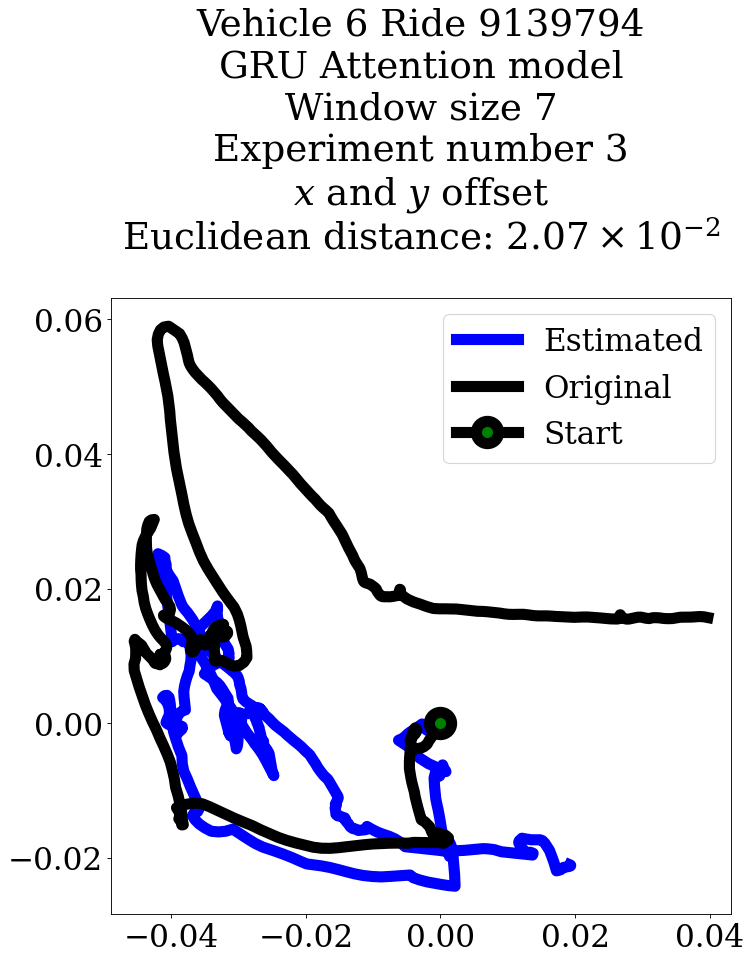 Vehicle 6 Ride 9139794
GRU Attention model
Window size 7
Experiment number 3
x and y offset
Euclidean distance: 2.07 × 10⁻²
Estimated
Original
Start
0.06
0.04
0.02
0.00
−0.02
−0.04 −0.02 0.00 0.02 0.04